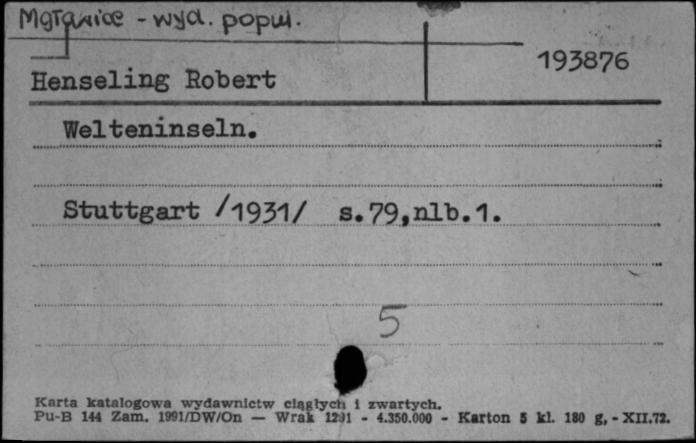 Mgławice - wyd. popul.
193876
Henseling Robert
Welteninseln.
Stuttgart /1931/ s.79,nlb.1.
5
Karta katalogowa wydawnictw ciągłych i zwartych.
Pu-B 144 Zam. 1991/DW/On — Wrak 1291 - 4.350.000 - Karton 5 kl. 180 g, - XII.72.